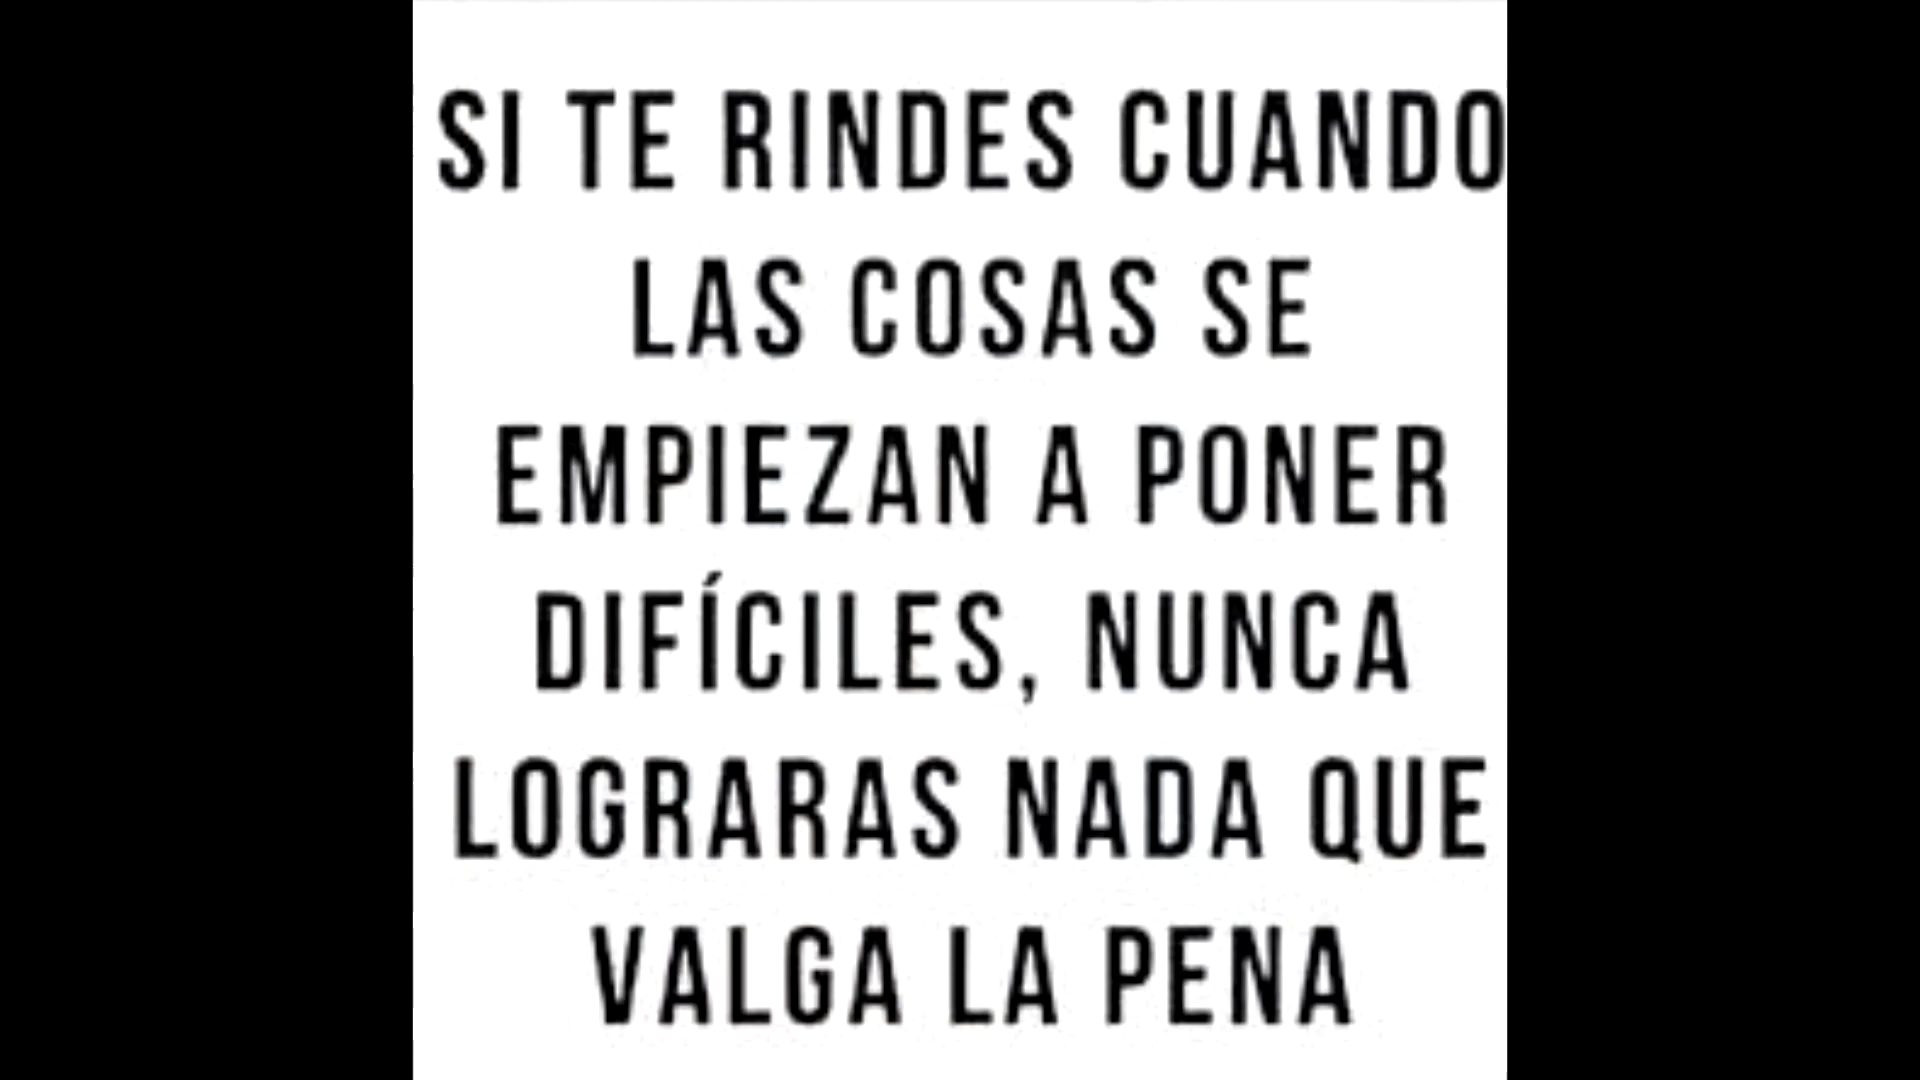 SI TE RINDES CUANDO
LAS COSAS SE
EMPIEZAN A PONER
DIFÍCILES, NUNCA
LOGRARAS NADA QUE
VALGA LA PENA